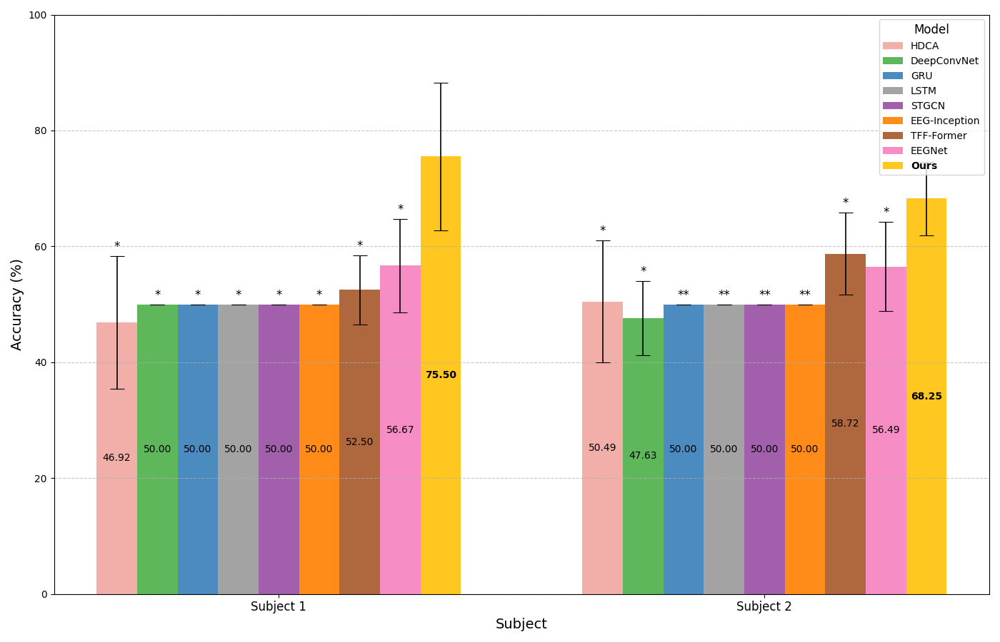 100
80
60
40
20
0
Accuracy (%)
Model
HDCA
DeepConvNet
GRU
LSTM
STGCN
EEG-Inception
TFF-Former
EEGNet
Ours
* * * * * * * *
46.92 50.00 50.00 50.00 50.00 50.00 52.50 56.67 75.50
* * ** ** ** ** * *
50.49 47.63 50.00 50.00 50.00 50.00 58.72 56.49 68.25
Subject 1 Subject 2
Subject